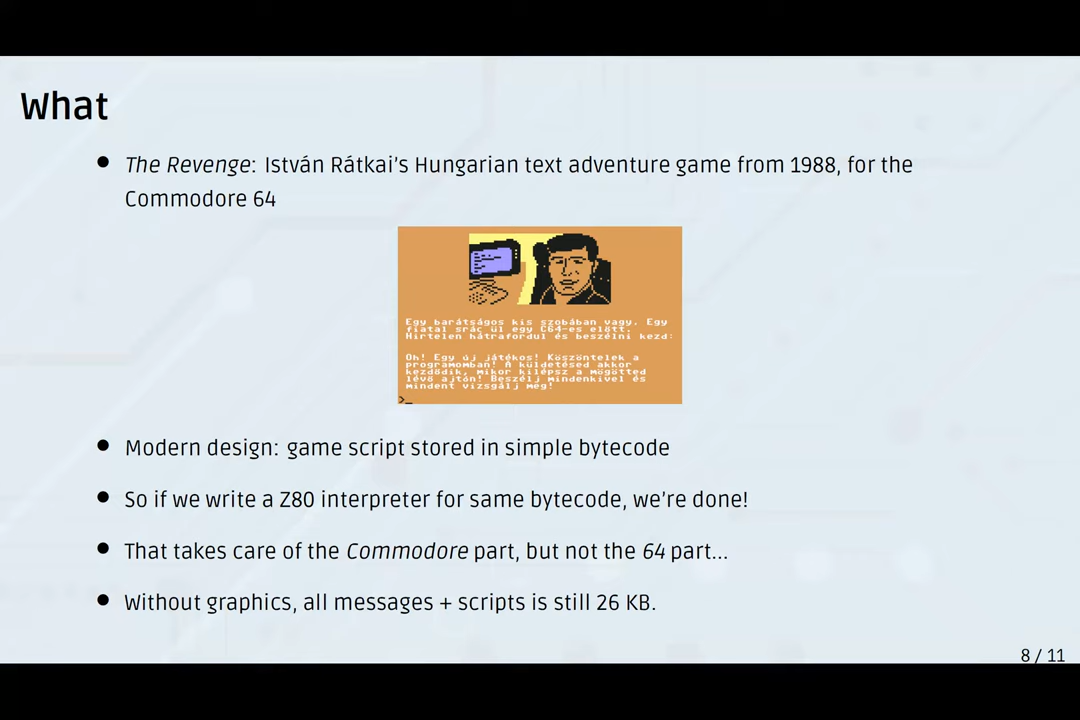 What
The Revenge: István Rátkai's Hungarian text adventure game from 1988, for the
Commodore 64
Egy barátságos kis szobában vagy. Egy
fiatal srác ül egy C64-es előtt.
Hirtelen hátrafordul és beszélni kezd:
Oh! Egy új játékos! Köszöntelek a
programomban! A küldetésed akkor
kezdődik, mikor kilépsz a mögötted
lévő ajtón! Beszélj mindenkivel és
mindent vizsgálj meg!
>_
Modern design: game script stored in simple bytecode
So if we write a Z80 interpreter for same bytecode, we're done!
That takes care of the Commodore part, but not the 64 part...
Without graphics, all messages + scripts is still 26 KB.
8 / 11